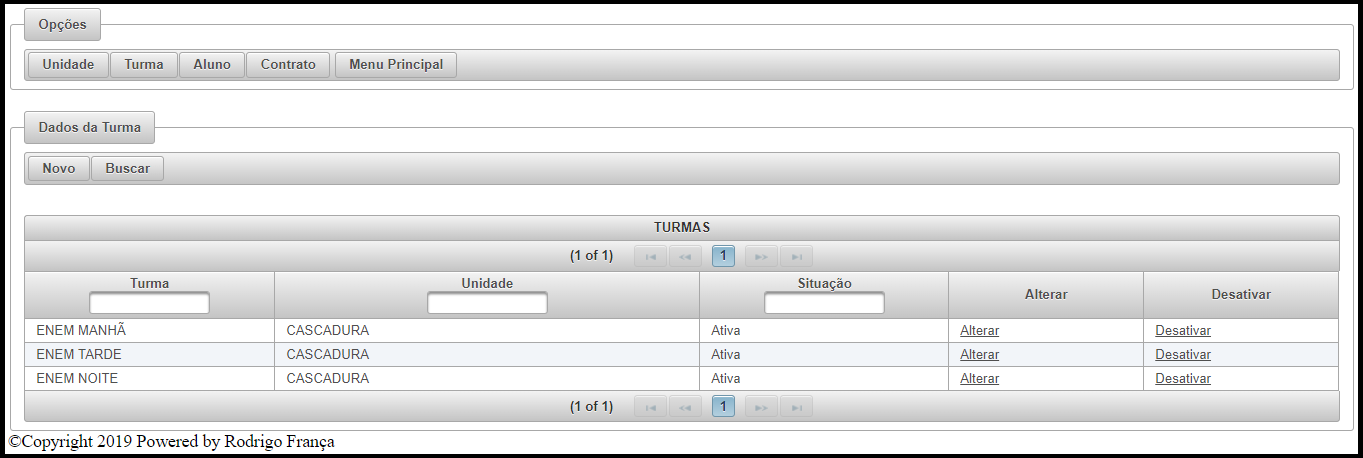 Opções
Unidade Turma Aluno Contrato Menu Principal
Dados da Turma
Novo Buscar
TURMAS
(1 of 1) 1
Turma Unidade Situação Alterar Desativar
ENEM MANHÃ CASCADURA Ativa Alterar Desativar
ENEM TARDE CASCADURA Ativa Alterar Desativar
ENEM NOITE CASCADURA Ativa Alterar Desativar
(1 of 1) 1
©Copyright 2019 Powered by Rodrigo França